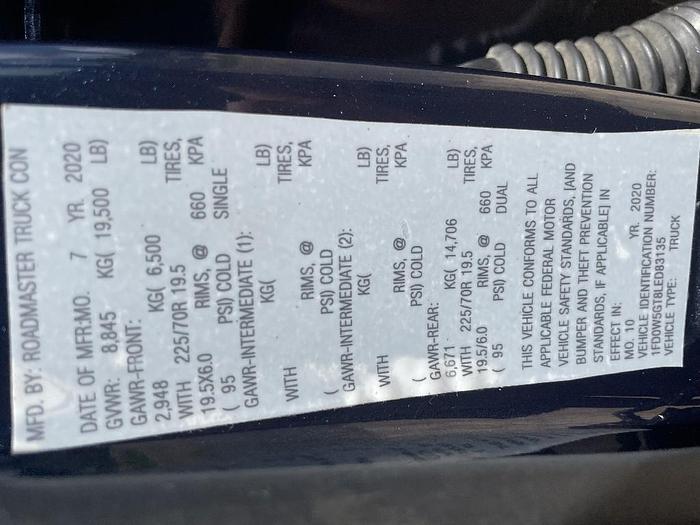 MFD. BY: ROADMASTER TRUCK CON
DATE OF MFR:MO. 7 YR. 2020
GVWR: 8,845 KG( 19,500 LB)
GAWR-FRONT:
2,948 KG( 6,500 LB)
WITH 225/70R 19.5 TIRES,
19.5X6.0 RIMS, @ 660 KPA
( 95 PSI) COLD SINGLE
GAWR-INTERMEDIATE (1):
KG( LB)
WITH TIRES,
RIMS, @ KPA
( PSI) COLD
GAWR-INTERMEDIATE (2):
KG( LB)
WITH TIRES,
RIMS, @ KPA
( PSI) COLD
GAWR-REAR:
6,671 KG( 14,706 LB)
WITH 225/70R 19.5 TIRES,
19.5/6.0 RIMS, @ 660 KPA
( 95 PSI) COLD DUAL
THIS VEHICLE CONFORMS TO ALL
APPLICABLE FEDERAL MOTOR
VEHICLE SAFETY STANDARDS, [AND
BUMPER AND THEFT PREVENTION
STANDARDS, IF APPLICABLE] IN
EFFECT IN:
MO. 10 YR. 2020
VEHICLE IDENTIFICATION NUMBER:
1FD0W5GT8LED83135
VEHICLE TYPE: TRUCK